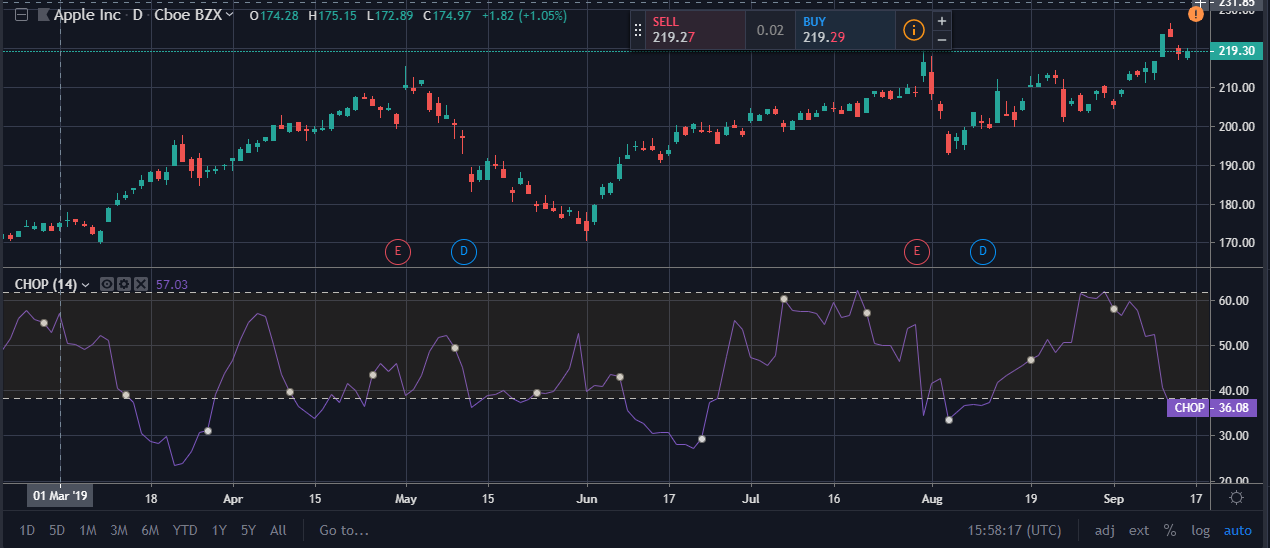 Apple Inc · D · Cboe BZX O174.28 H175.15 L172.89 C174.97 +1.82 (+1.05%)
SELL
219.27
0.02
BUY
219.29
i
+
−
!
231.85
219.30
210.00
200.00
190.00
180.00
170.00
E D E D
CHOP (14) 57.03
60.00
50.00
40.00
CHOP 36.08
30.00
20.00
01 Mar '19 18 Apr 15 May 15 Jun 17 Jul 16 Aug 19 Sep 17
1D 5D 1M 3M 6M YTD 1Y 5Y All Go to... 15:58:17 (UTC) adj ext % log auto